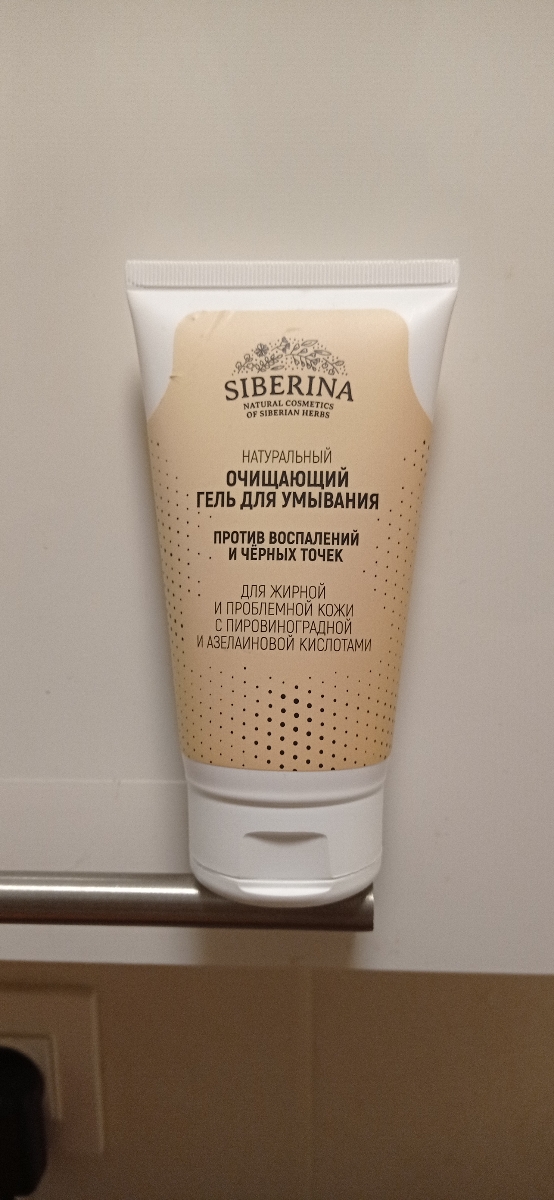 SIBERINA
NATURAL COSMETICS
OF SIBERIAN HERBS
НАТУРАЛЬНЫЙ
ОЧИЩАЮЩИЙ
ГЕЛЬ ДЛЯ УМЫВАНИЯ
ПРОТИВ ВОСПАЛЕНИЙ
И ЧЁРНЫХ ТОЧЕК
ДЛЯ ЖИРНОЙ
И ПРОБЛЕМНОЙ КОЖИ
С ПИРОВИНОГРАДНОЙ
И АЗЕЛАИНОВОЙ КИСЛОТАМИ